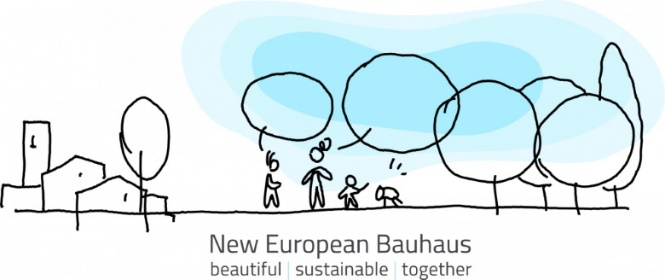 New European Bauhaus
beautiful | sustainable | together